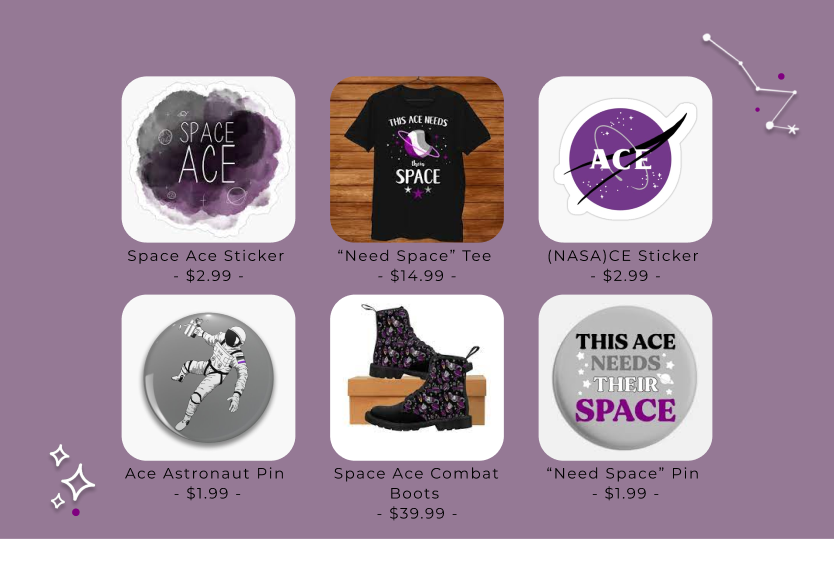 SPACE
ACE
THIS ACE NEEDS
their
SPACE
ACE
Space Ace Sticker
- $2.99 -
“Need Space” Tee
- $14.99 -
(NASA)CE Sticker
- $2.99 -
THIS ACE
NEEDS
THEIR
SPACE
Ace Astronaut Pin
- $1.99 -
Space Ace Combat
Boots
- $39.99 -
“Need Space” Pin
- $1.99 -